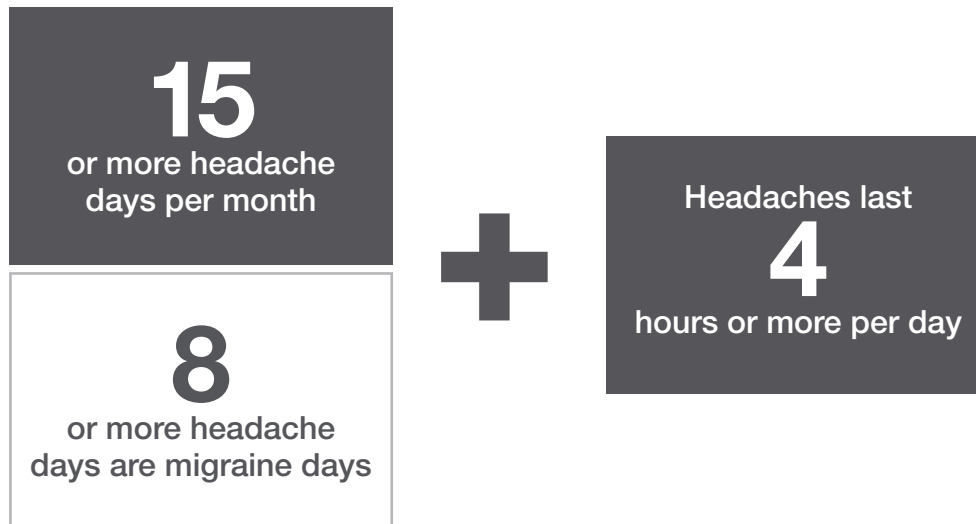 15
or more headache
days per month
8
or more headache
days are migraine days
Headaches last
4
hours or more per day